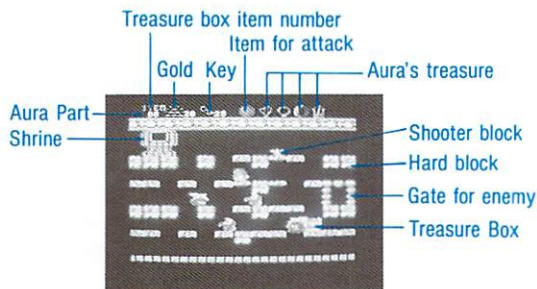 Treasure box item number
Item for attack
Gold Key
Aura's treasure
Aura Part
Shrine
Shooter block
Hard block
Gate for enemy
Treasure Box